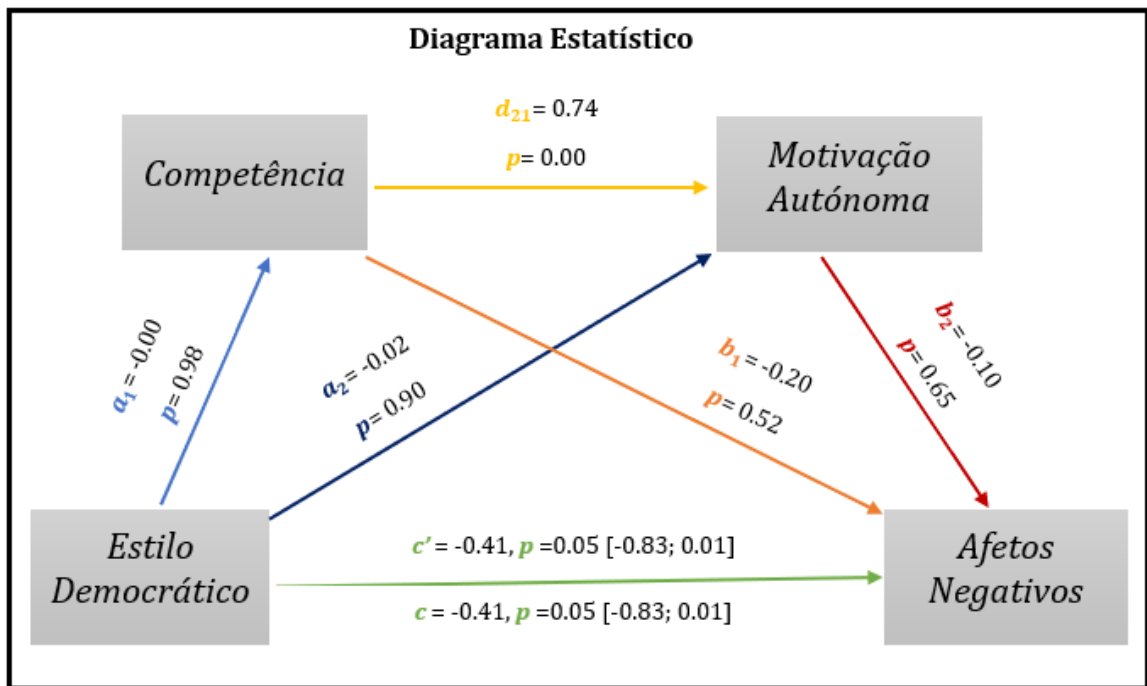 Diagrama Estatístico
d21= 0.74
p= 0.00
Competência
Motivação
Autónoma
a1 = -0.00
p= 0.98
a2 = -0.02
p= 0.90
b1 = -0.20
p= 0.52
b2 = -0.10
p= 0.65
Estilo
Democrático
c’ = -0.41, p =0.05 [-0.83; 0.01]
c = -0.41, p =0.05 [-0.83; 0.01]
Afetos
Negativos